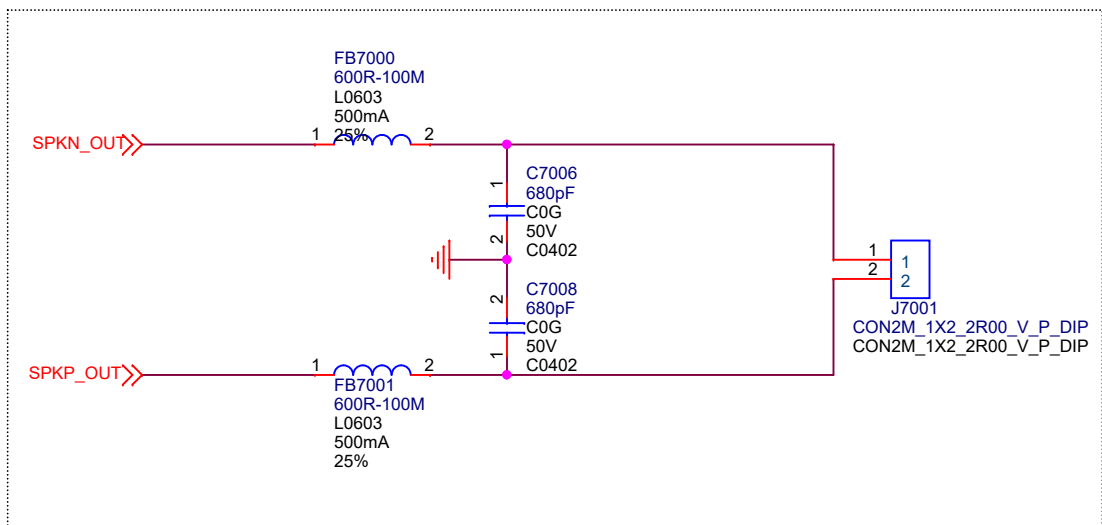 FB7000
600R-100M
L0603
500mA
25%
SPKN_OUT
1
2
1
C7006
680pF
C0G
50V
C0402
2
1
2
1
2
J7001
CON2M_1X2_2R00_V_P_DIP
CON2M_1X2_2R00_V_P_DIP
2
C7008
680pF
C0G
50V
C0402
1
SPKP_OUT
1
2
FB7001
600R-100M
L0603
500mA
25%